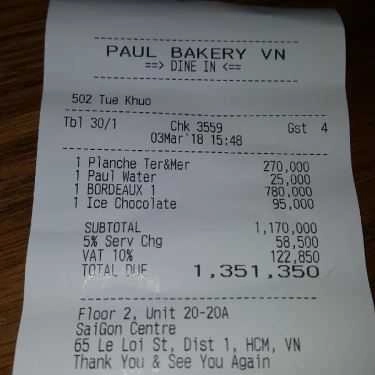 PAUL BAKERY VN
==> DINE IN <==
502 Tue Khuo
Tbl 30/1 Chk 3559 Gst 4
03Mar'18 15:48
1 Planche Ter&Mer 270,000
1 Paul Water 25,000
1 BORDEAUX 1 780,000
1 Ice Chocolate 95,000
SUBTOTAL 1,170,000
5% Serv Chg 58,500
VAT 10% 122,850
TOTAL DUE 1,351,350
Floor 2, Unit 20-20A
SaiGon Centre
65 Le Loi St, Dist 1, HCM, VN
Thank You & See You Again